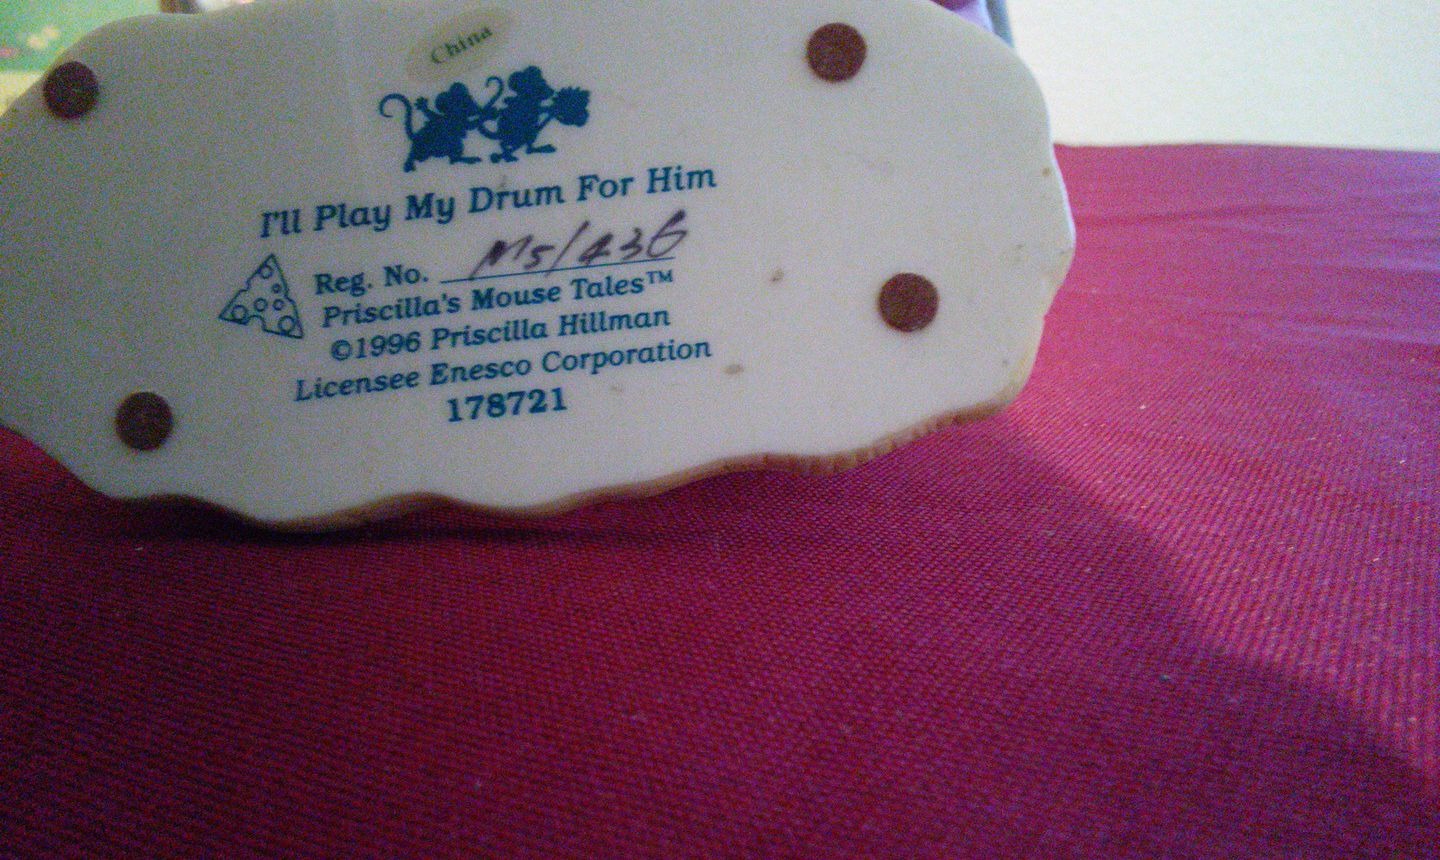 China
I'll Play My Drum For Him
Reg. No. M5/436
Priscilla's Mouse Tales™
©1996 Priscilla Hillman
Licensee Enesco Corporation
178721